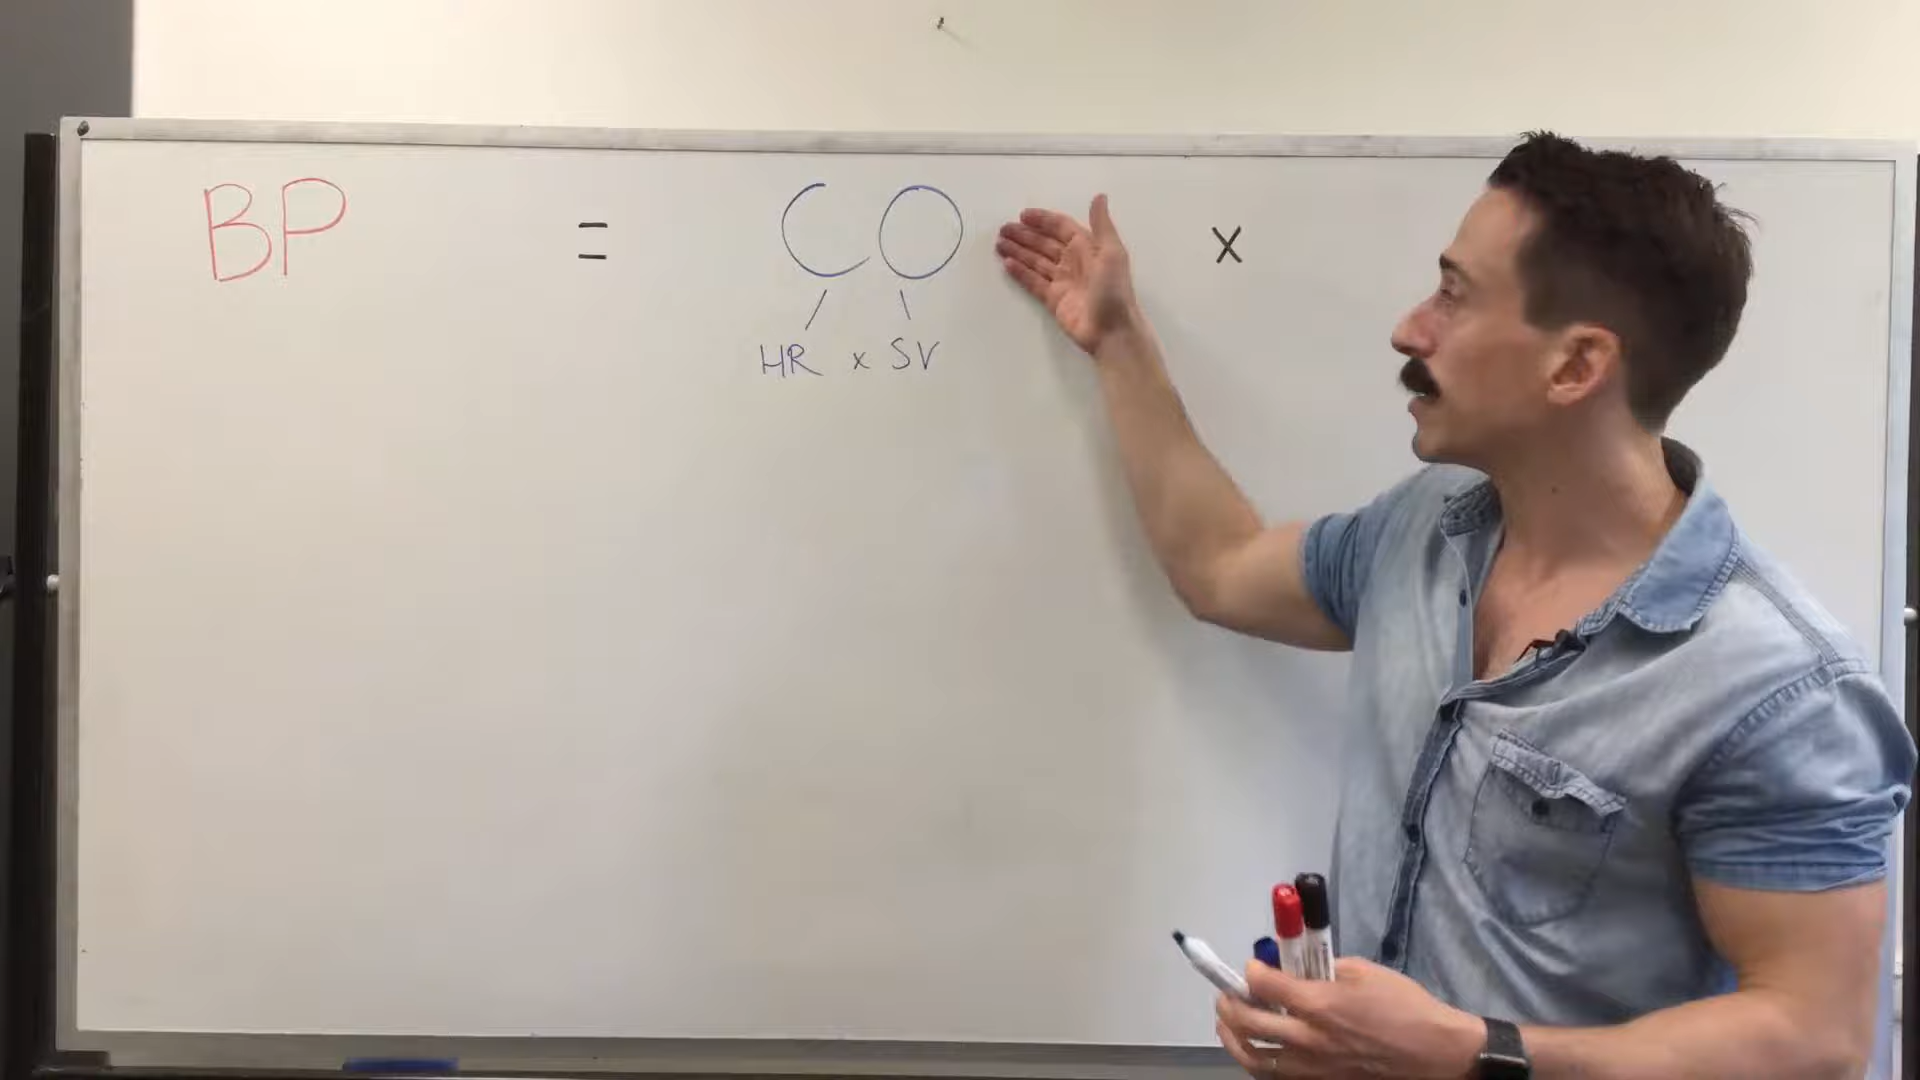 BP = CO x
HR x SV